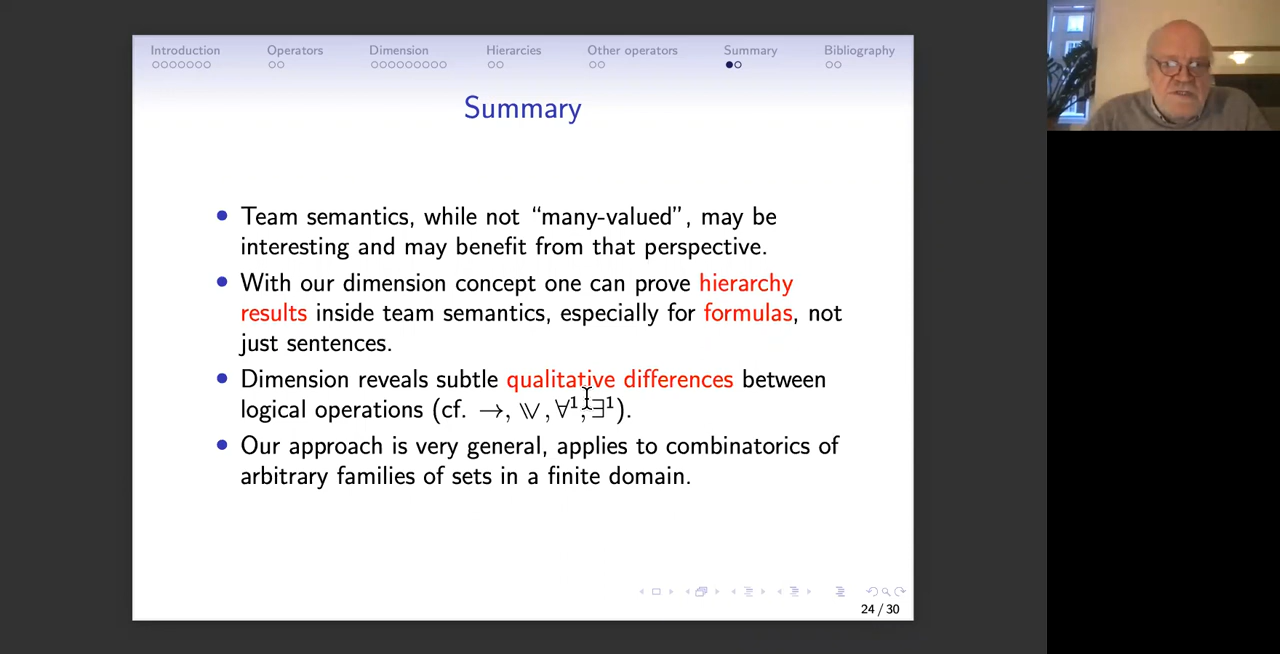 Introduction Operators Dimension Hierarcies Other operators Summary Bibliography
Summary
Team semantics, while not “many-valued”, may be
interesting and may benefit from that perspective.
With our dimension concept one can prove hierarchy
results inside team semantics, especially for formulas, not
just sentences.
Dimension reveals subtle qualitative differences between
logical operations (cf. →, ⩖, ∀¹, ∃¹).
Our approach is very general, applies to combinatorics of
arbitrary families of sets in a finite domain.
24 / 30